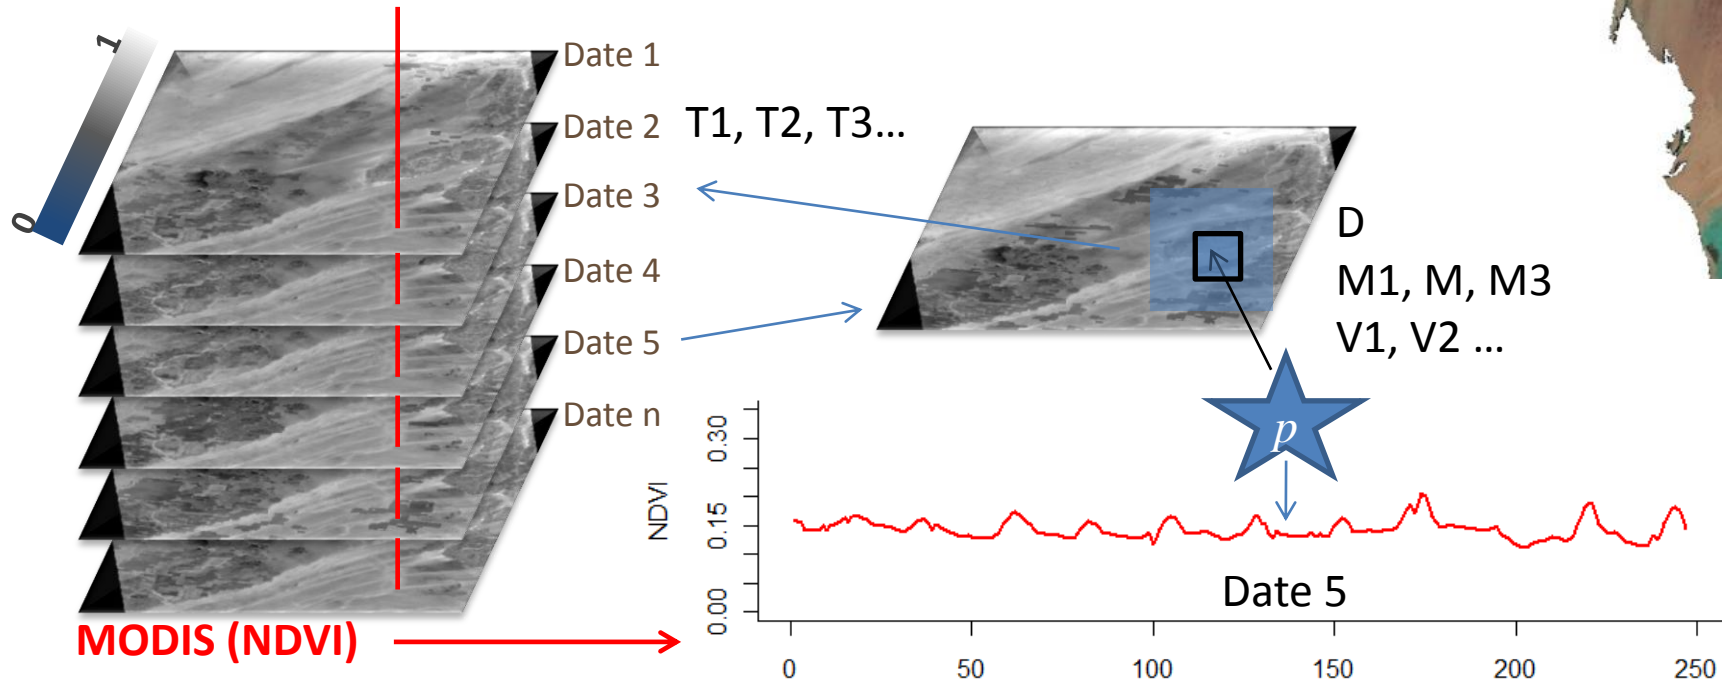 1
0
Date 1
Date 2
Date 3
Date 4
Date 5
Date n
MODIS (NDVI)
T1, T2, T3…
D
M1, M, M3
V1, V2 …
p
NDVI
0.30
0.15
0.00
Date 5
0 50 100 150 200 250